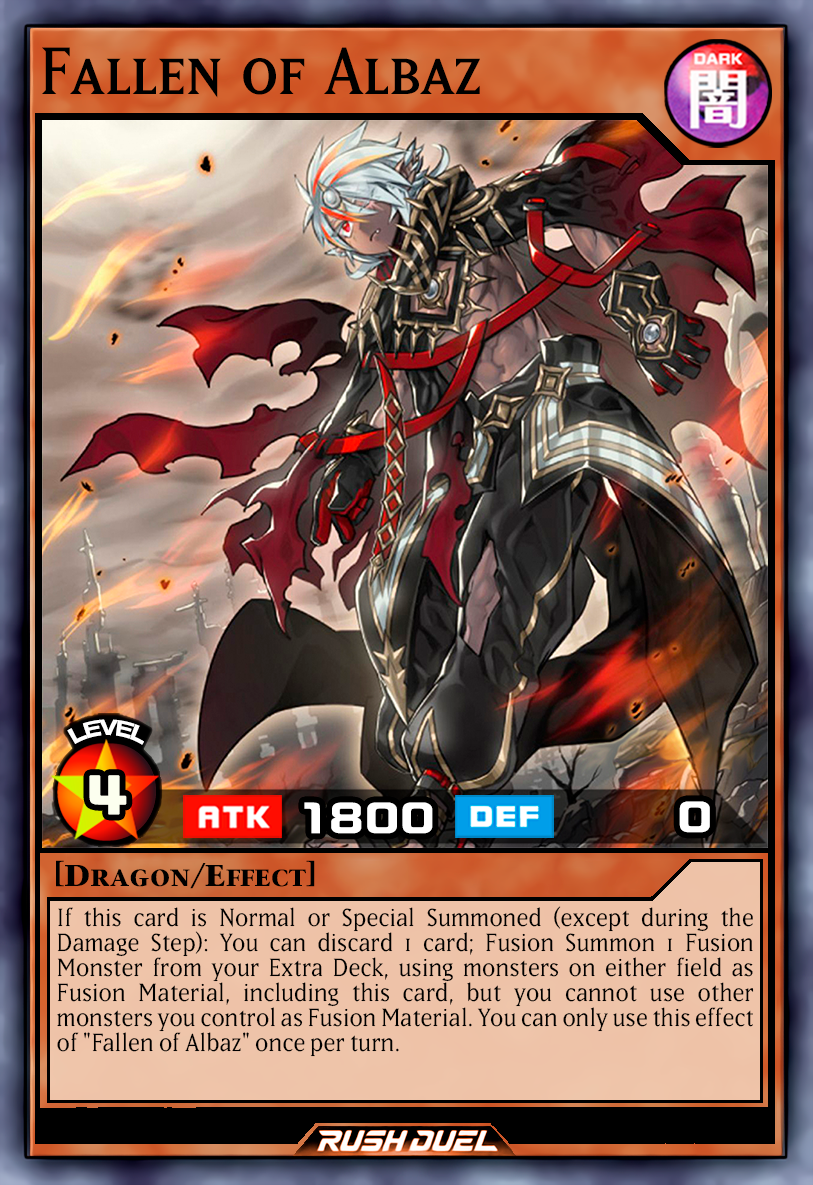 Fallen of Albaz
DARK
闇
LEVEL
4
ATK 1800 DEF 0
[Dragon/Effect]
If this card is Normal or Special Summoned (except during the
Damage Step): You can discard 1 card; Fusion Summon 1 Fusion
Monster from your Extra Deck, using monsters on either field as
Fusion Material, including this card, but you cannot use other
monsters you control as Fusion Material. You can only use this effect
of "Fallen of Albaz" once per turn.
RUSH DUEL